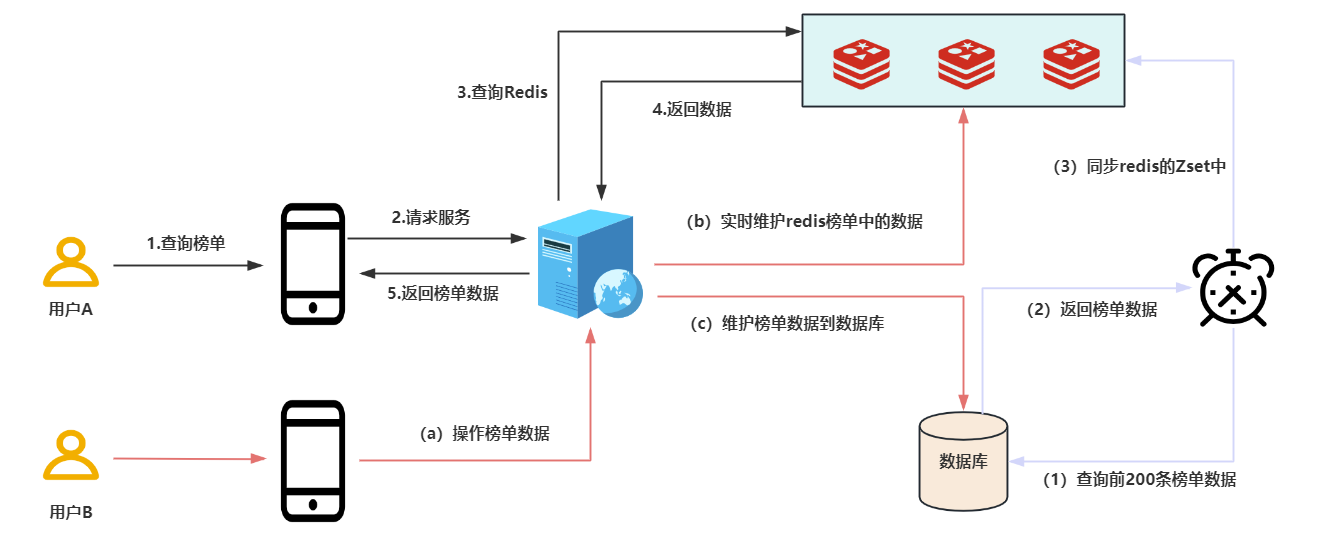 3.查询Redis
4.返回数据
（3）同步redis的Zset中
2.请求服务
（b）实时维护redis榜单中的数据
1.查询榜单
5.返回榜单数据
用户A
（2）返回榜单数据
（c）维护榜单数据到数据库
（a）操作榜单数据
数据库
（1）查询前200条榜单数据
用户B